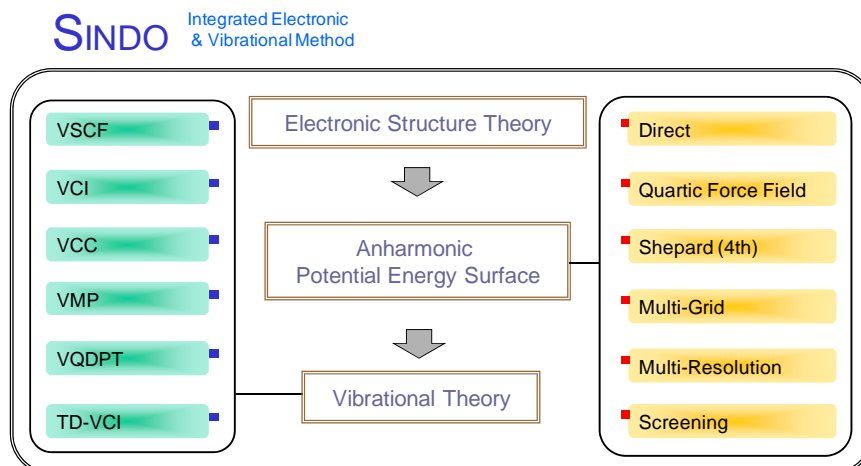 SINDO
Integrated Electronic
& Vibrational Method
VSCF
VCI
VCC
VMP
VQDPT
TD-VCI
Electronic Structure Theory
Anharmonic
Potential Energy Surface
Vibrational Theory
Direct
Quartic Force Field
Shepard (4th)
Multi-Grid
Multi-Resolution
Screening